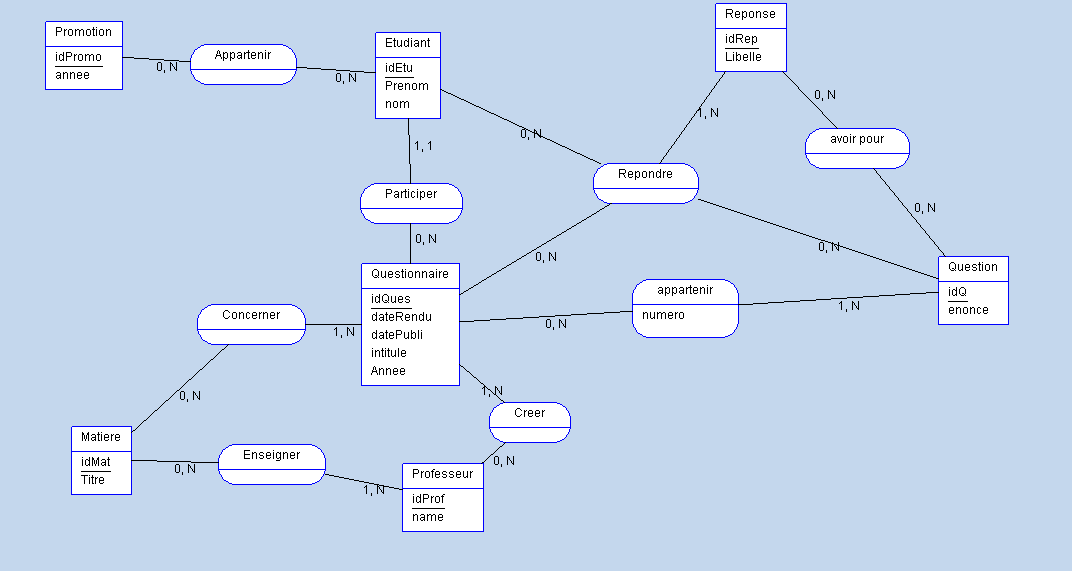 Promotion
idPromo
annee
0, N
Appartenir
0, N
Etudiant
idEtu
Prenom
nom
Reponse
idRep
Libelle
0, N
1, N
0, N
avoir pour
1, 1
Repondre
Participer
0, N
0, N
0, N
0, N
Questionnaire
idQues
dateRendu
datePubli
intitule
Annee
Question
idQ
enonce
appartenir
numero
0, N
1, N
Concerner
1, N
0, N
1, N
Creer
0, N
Matiere
idMat
Titre
0, N
Enseigner
1, N
Professeur
idProf
name